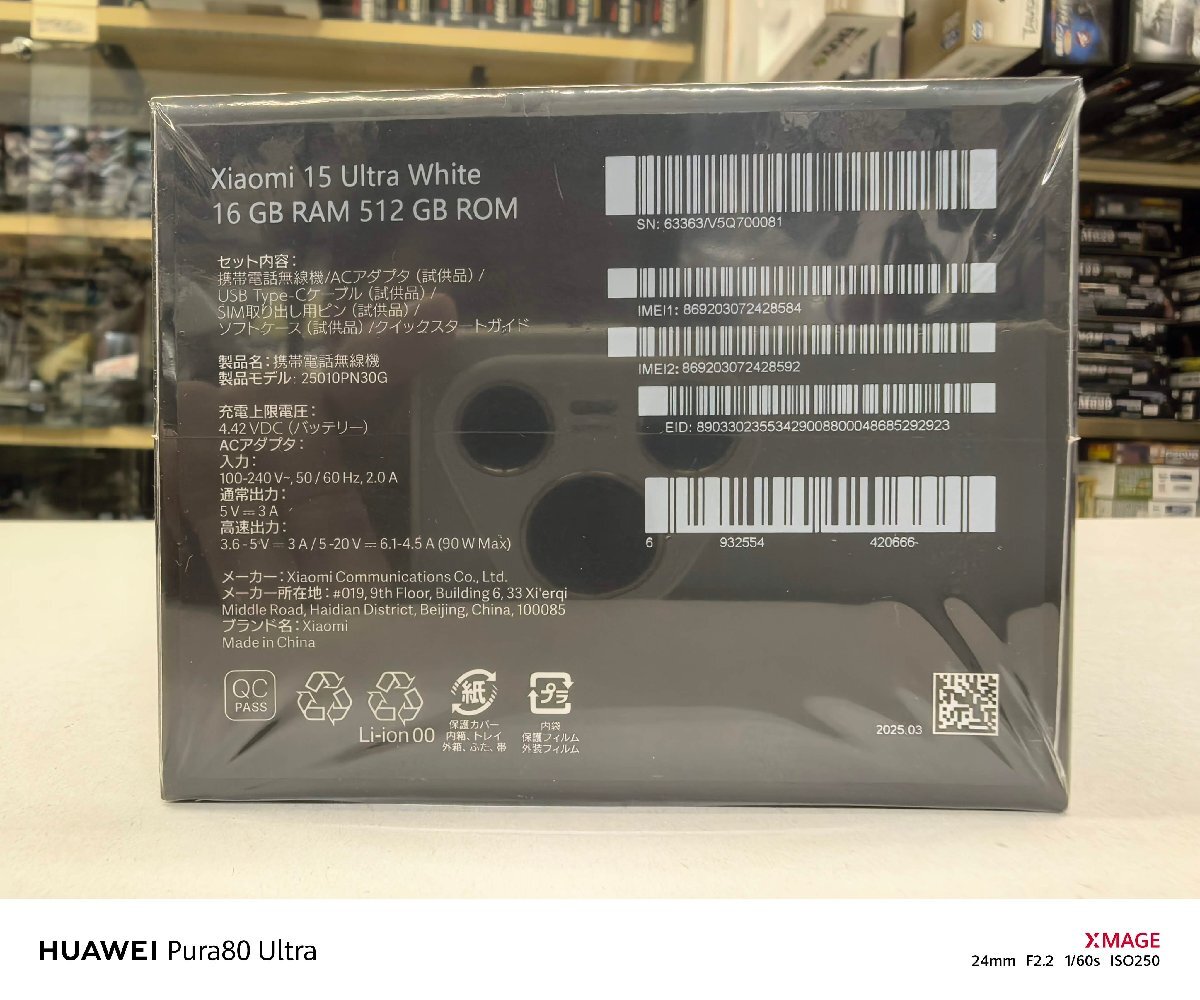 Xiaomi 15 Ultra White
16 GB RAM 512 GB ROM
セット内容:
携帯電話無線機/ACアダプタ (試供品) /
USB Type-Cケーブル (試供品) /
SIM取り出し用ピン (試供品) /
ソフトケース (試供品) /クイックスタートガイド
製品名: 携帯電話無線機
製品モデル: 25010PN30G
充電上限電圧:
4.42 VDC (バッテリー)
ACアダプタ:
入力:
100-240 V~, 50 / 60 Hz, 2.0 A
通常出力:
5 V⎓3 A
高速出力:
3.6 - 5 V⎓3 A / 5 -20 V⎓6.1-4.5 A (90 W Max)
メーカー: Xiaomi Communications Co., Ltd.
メーカー所在地: #019, 9th Floor, Building 6, 33 Xi'erqi
Middle Road, Haidian District, Beijing, China, 100085
ブランド名: Xiaomi
Made in China
QC
PASS
Li-ion 00
紙
保護カバー
内箱、トレイ
外箱、ふた、帯
プラ
内袋
保護フィルム
外装フィルム
SN: 63363/V5Q700081
IMEI1: 869203072428584
IMEI2: 869203072428592
EID: 89033023553429008800048685292923
6 932554 420666
2025.03
HUAWEI Pura80 Ultra
XMAGE
24mm F2.2 1/60s ISO250